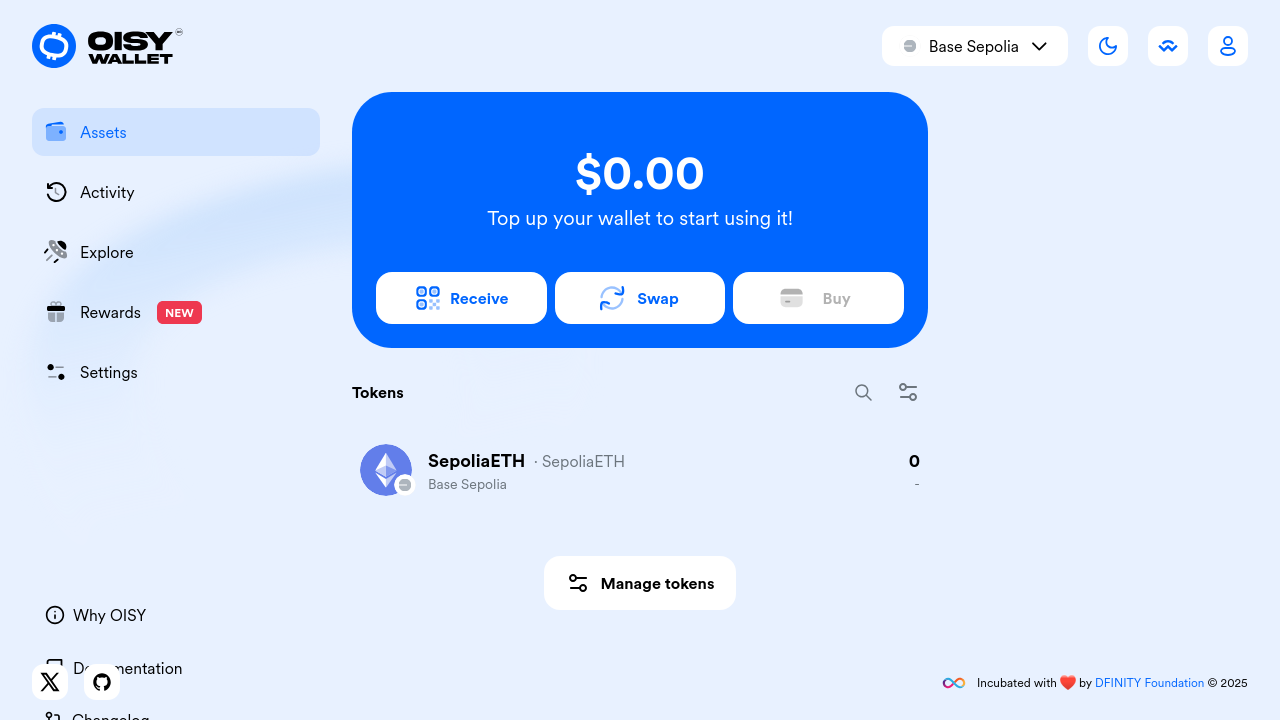 OISY
WALLET
Base Sepolia
Assets
Activity
Explore
Rewards NEW
Settings
$0.00
Top up your wallet to start using it!
Receive
Swap
Buy
Tokens
SepoliaETH · SepoliaETH
Base Sepolia
0
-
Manage tokens
Why OISY
Documentation
Changelog
Incubated with ❤️ by DFINITY Foundation © 2025